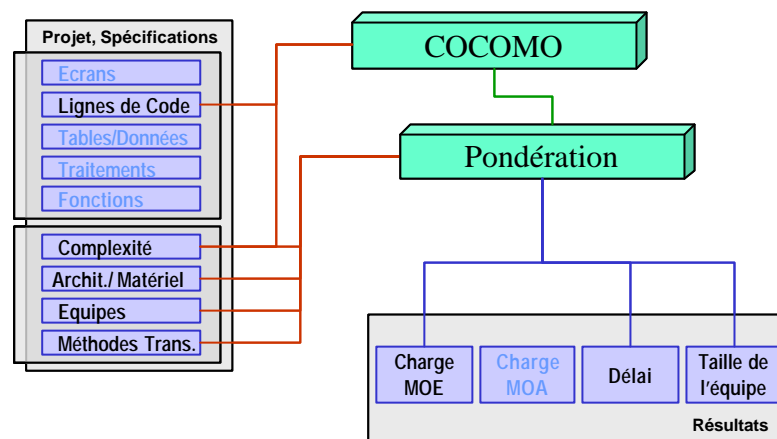 Projet, Spécifications
Ecrans
Lignes de Code
Tables/Données
Traitements
Fonctions
Complexité
Archit./ Matériel
Equipes
Méthodes Trans.
COCOMO
Pondération
Charge
MOE
Charge
MOA
Délai
Taille de
l'équipe
Résultats